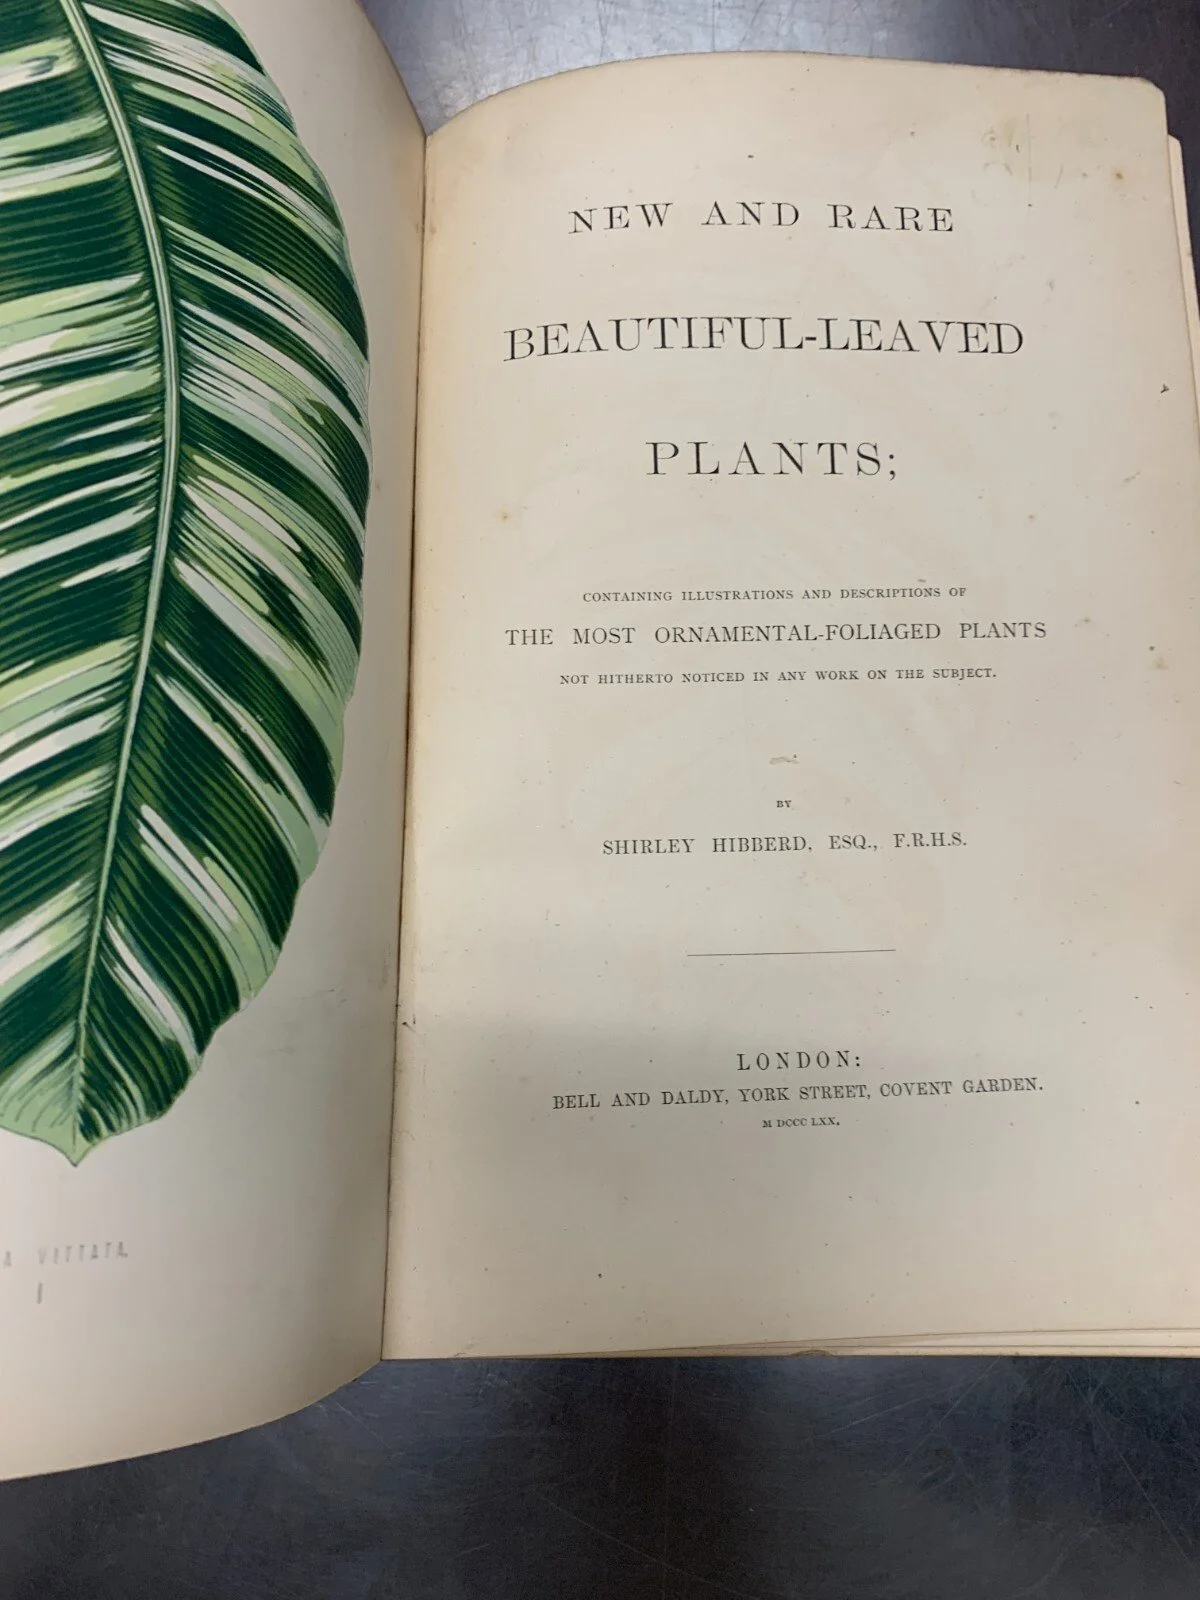 A VITTATA.
I
NEW AND RARE
BEAUTIFUL-LEAVED
PLANTS;
CONTAINING ILLUSTRATIONS AND DESCRIPTIONS OF
THE MOST ORNAMENTAL-FOLIAGED PLANTS
NOT HITHERTO NOTICED IN ANY WORK ON THE SUBJECT.
BY
SHIRLEY HIBBERD, ESQ., F.R.H.S.
LONDON:
BELL AND DALDY, YORK STREET, COVENT GARDEN.
M DCCC LXX.